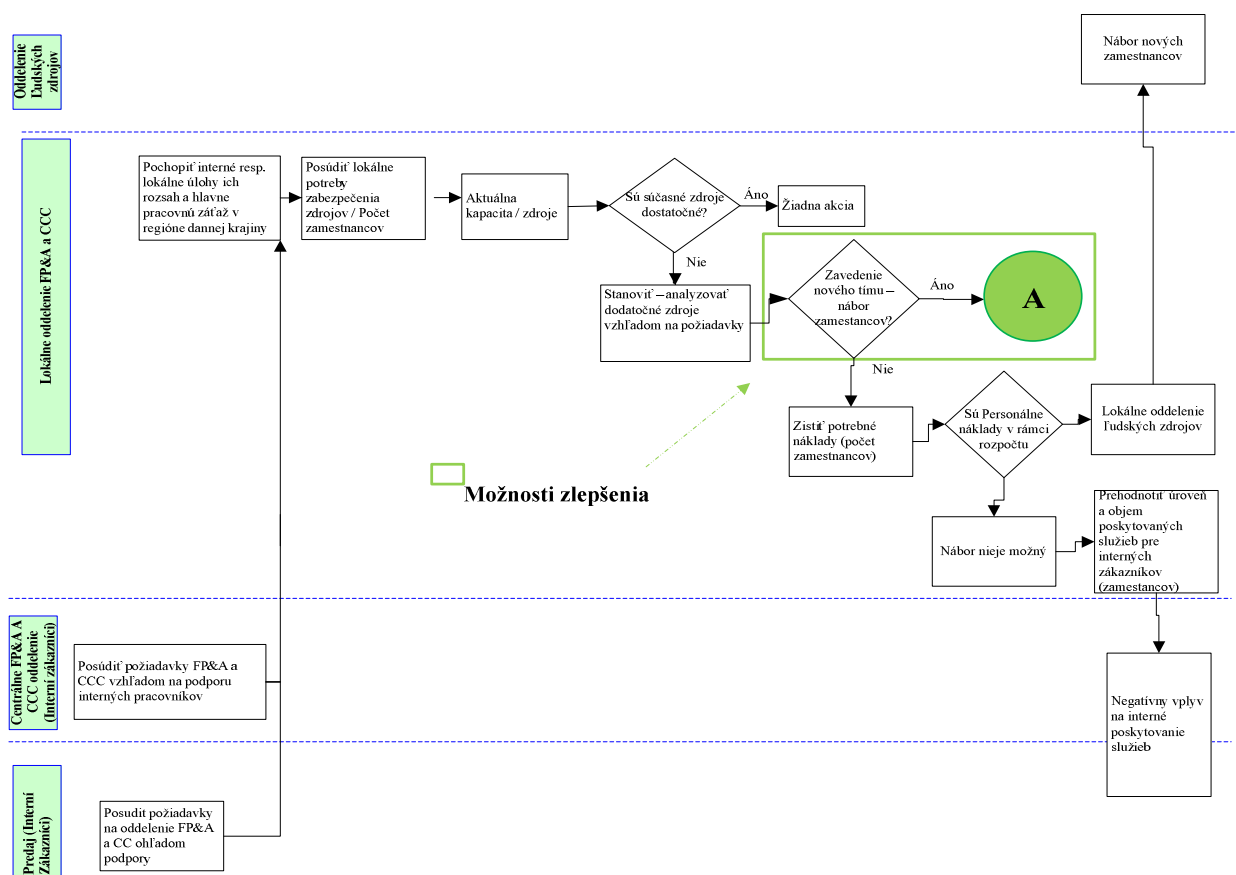 Oddelenie
Ľudských
zdrojov
Nábor nových
zamestnancov
Lokálne oddelenie FP&A a CCC
Pochopiť interné resp.
lokálne úlohy ich
rozsah a hlavne
pracovnú záťaž v
regióne dannej krajiny
Posúdiť lokálne
potreby
zabezpečenia
zdrojov / Počet
zamestnancov
Aktuálna
kapacita / zdroje
Sú súčasné zdroje
dostatočné?
Áno
Žiadna akcia
Nie
Stanoviť – analyzovať
dodatočné zdroje
vzhľadom na požiadavky
Zavedenie
nového tímu –
nábor
zamestancov?
Áno
A
Nie
Zistiť potrebné
náklady (počet
zamestnancov)
Sú Personálne
náklady v rámci
rozpočtu
Lokálne oddelenie
ľudských zdrojov
Možnosti zlepšenia
Nábor nieje možný
Prehodnotiť úroveň
a objem
poskytovaných
služieb pre
interných
zákazníkov
(zamestancov)
Centrálne FP&A A
CCC oddelenie
(Interní zákazníci)
Posúdiť požiadavky FP&A a
CCC vzhľadom na podporu
interných pracovníkov
Negatívny vplyv
na interné
poskytovanie
služieb
Predaj (Interní
Zákazníci)
Posudit požiadavky
na oddelenie FP&A
a CC ohľadom
podpory